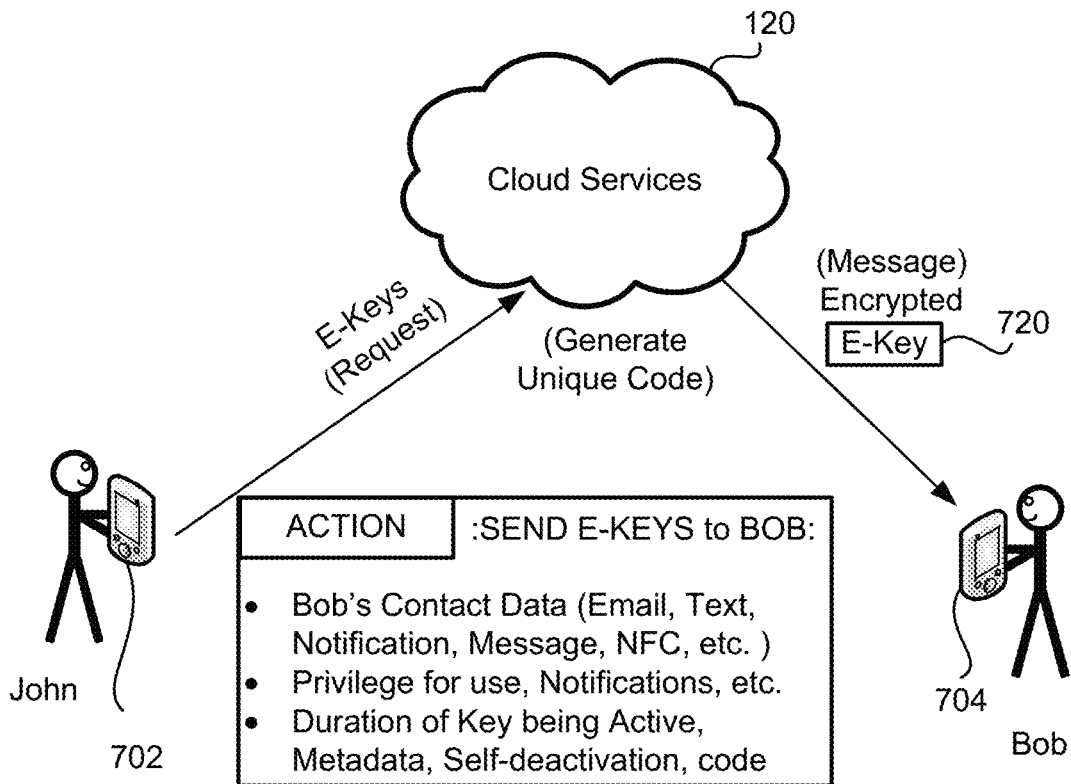 120
Cloud Services
E-Keys
(Request)
(Generate
Unique Code)
(Message)
Encrypted
E-Key
720
ACTION :SEND E-KEYS to BOB:
• Bob's Contact Data (Email, Text,
Notification, Message, NFC, etc. )
• Privilege for use, Notifications, etc.
• Duration of Key being Active,
Metadata, Self-deactivation, code
John
702
704
Bob